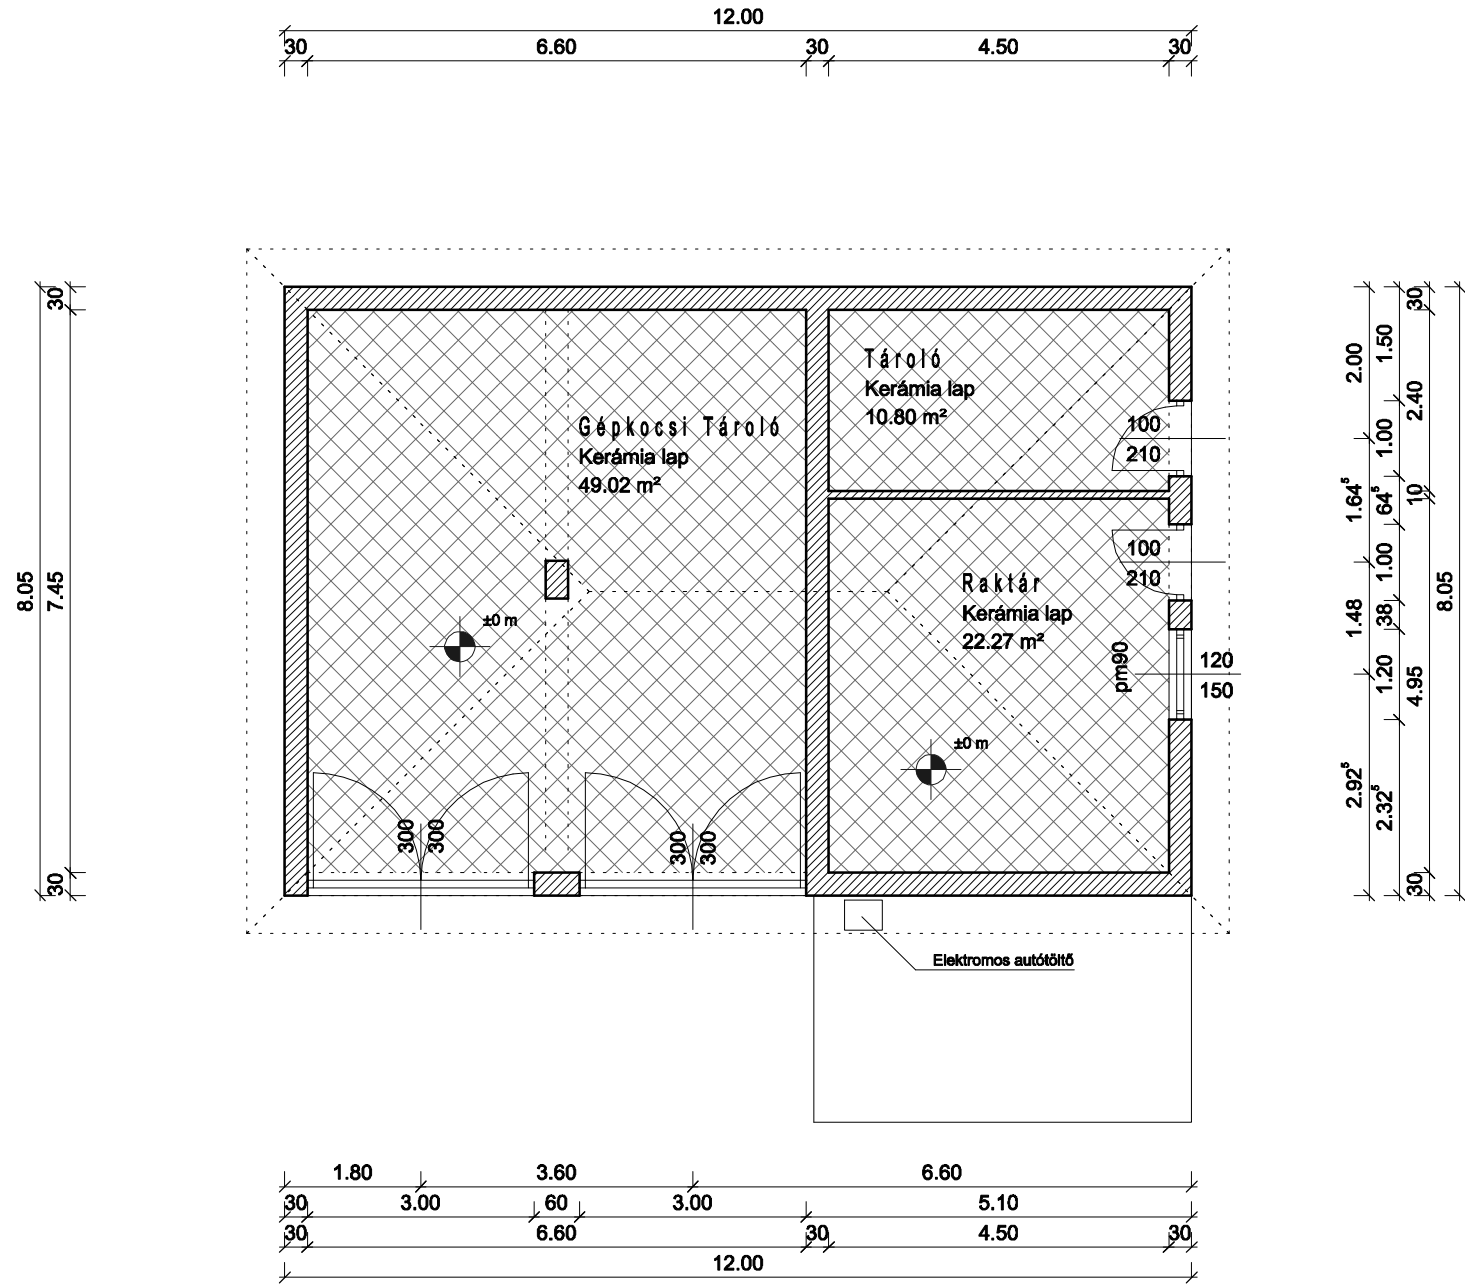 12.00
30 6.60 30 4.50 30
Tároló
Kerámia lap
10.80 m²
Gépkocsi Tároló
Kerámia lap
49.02 m²
Raktár
Kerámia lap
22.27 m²
±0 m
±0 m
100
210
100
210
pm90
120
150
300
300
300
300
Elektromos autótöltő
8.05
30 7.45 30
2.00 1.64⁵ 1.48 2.92⁵
1.50 1.00 64⁵ 1.00 38 1.20 2.32⁵
30 2.40 10 4.95 30
8.05
1.80 3.60 6.60
30 3.00 60 3.00 5.10
30 6.60 30 4.50 30
12.00